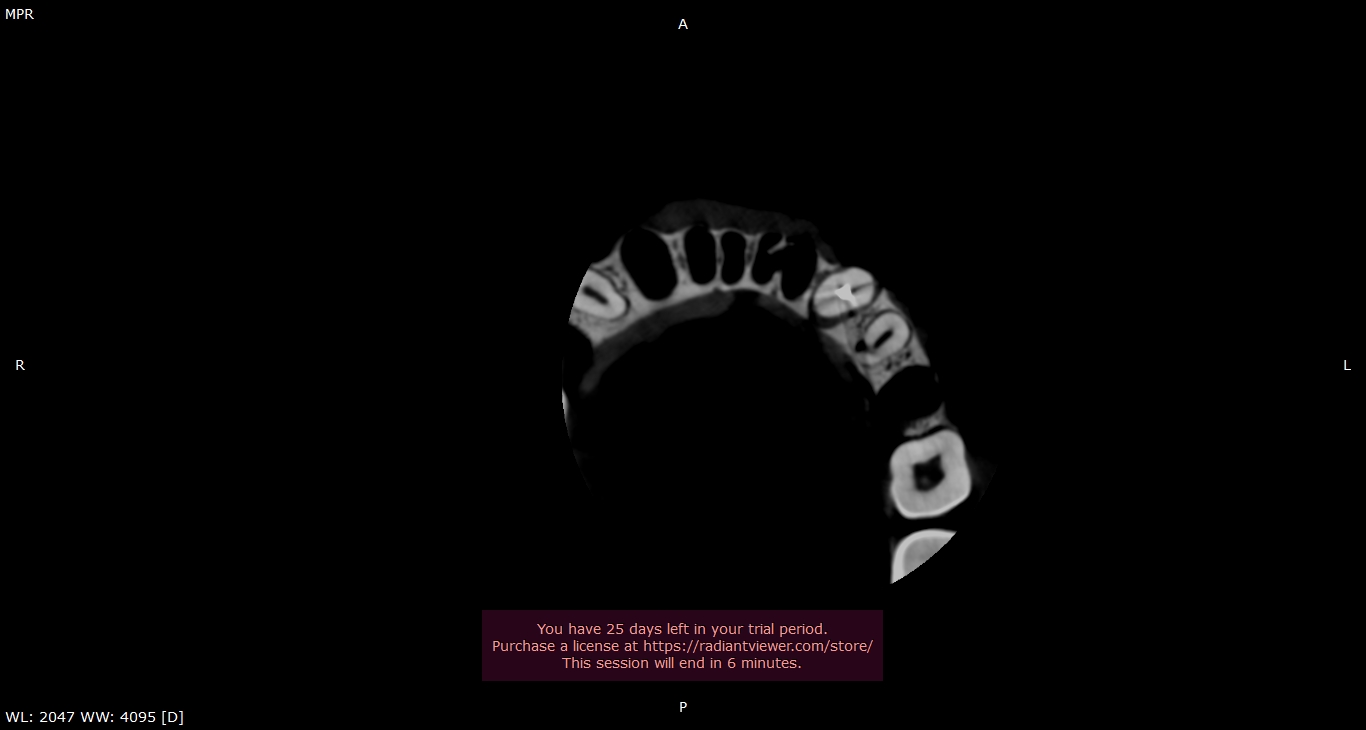 MPR
A
R
L
You have 25 days left in your trial period.
Purchase a license at https://radiantviewer.com/store/
This session will end in 6 minutes.
P
WL: 2047 WW: 4095 [D]